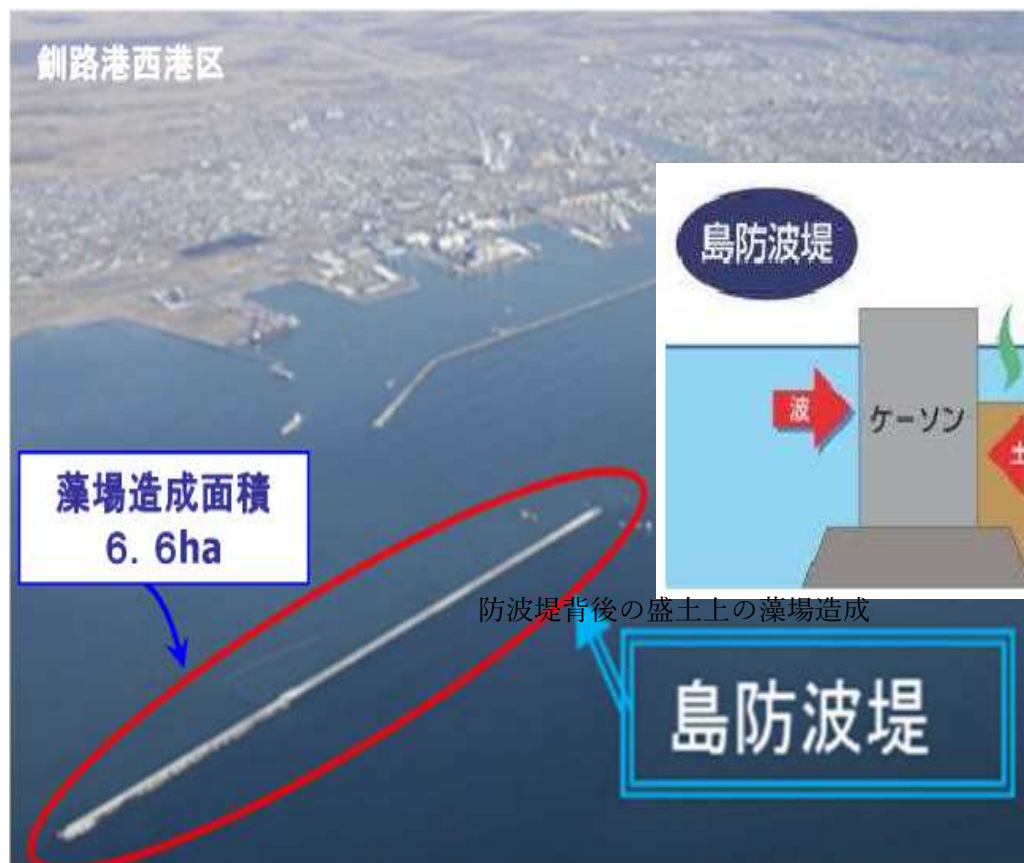 釧路港西港区
島防波堤
波
ケーソン
土
藻場造成面積
6. 6ha
防波堤背後の盛土上の藻場造成
島防波堤